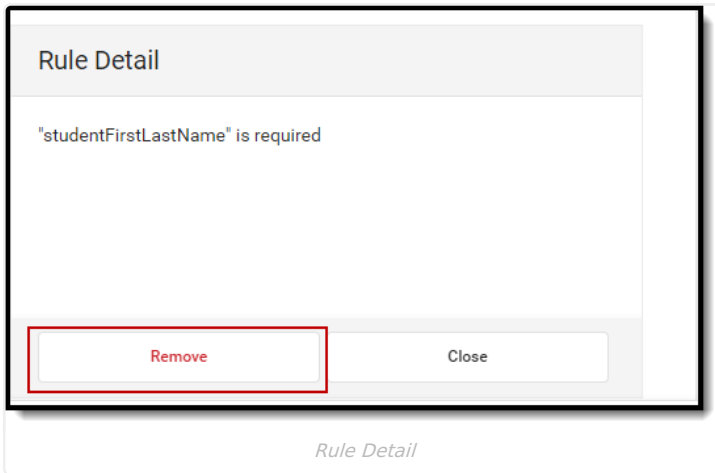 Rule Detail
"studentFirstLastName" is required
Remove Close
Rule Detail